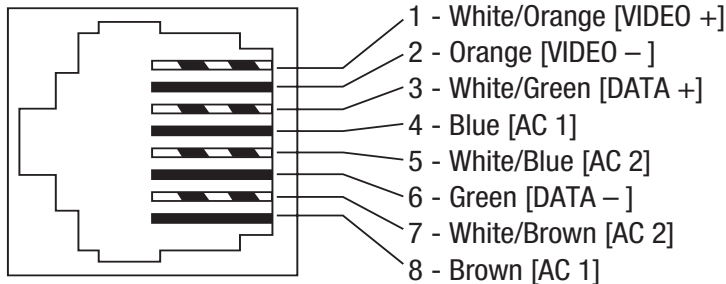 1 - White/Orange [VIDEO +]
2 - Orange [VIDEO – ]
3 - White/Green [DATA +]
4 - Blue [AC 1]
5 - White/Blue [AC 2]
6 - Green [DATA – ]
7 - White/Brown [AC 2]
8 - Brown [AC 1]